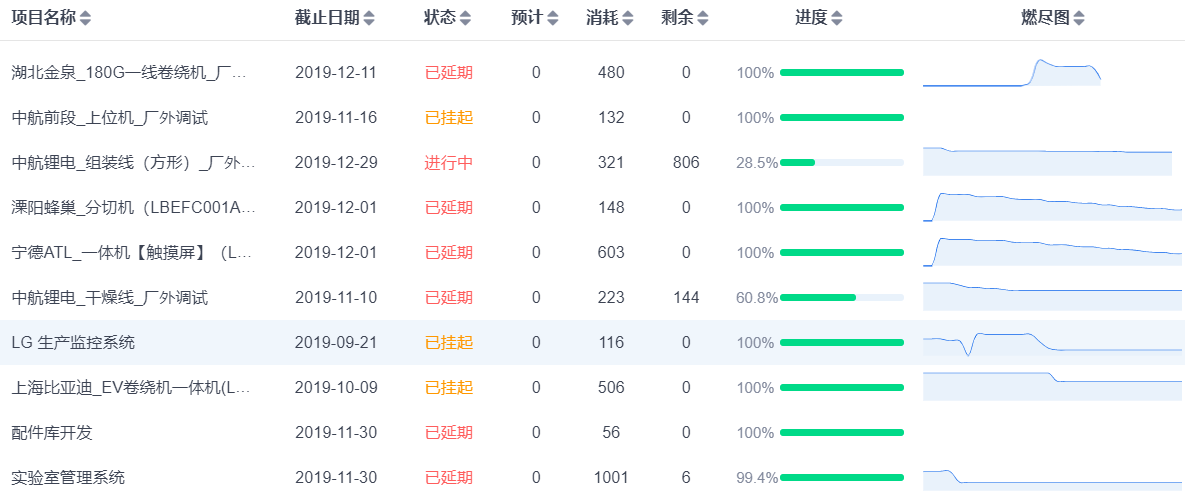 项目名称 截止日期 状态 预计 消耗 剩余 进度 燃尽图
湖北金泉_180G一线卷绕机_厂... 2019-12-11 已延期 0 480 0 100%
中航前段_上位机_厂外调试 2019-11-16 已挂起 0 132 0 100%
中航锂电_组装线（方形）_厂外... 2019-12-29 进行中 0 321 806 28.5%
溧阳蜂巢_分切机（LBEFC001A... 2019-12-01 已延期 0 148 0 100%
宁德ATL_一体机【触摸屏】（L... 2019-12-01 已延期 0 603 0 100%
中航锂电_干燥线_厂外调试 2019-11-10 已延期 0 223 144 60.8%
LG 生产监控系统 2019-09-21 已挂起 0 116 0 100%
上海比亚迪_EV卷绕机一体机(L... 2019-10-09 已挂起 0 506 0 100%
配件库开发 2019-11-30 已延期 0 56 0 100%
实验室管理系统 2019-11-30 已延期 0 1001 6 99.4%